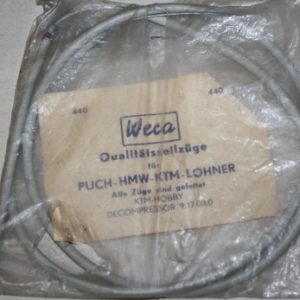 440 440
Weca
Qualitätsseilzüge
für
PUCH-HMW-KTM-LOHNER
Alle Züge sind gefettet
KTM-HOBBY
DECOMPRESSOR